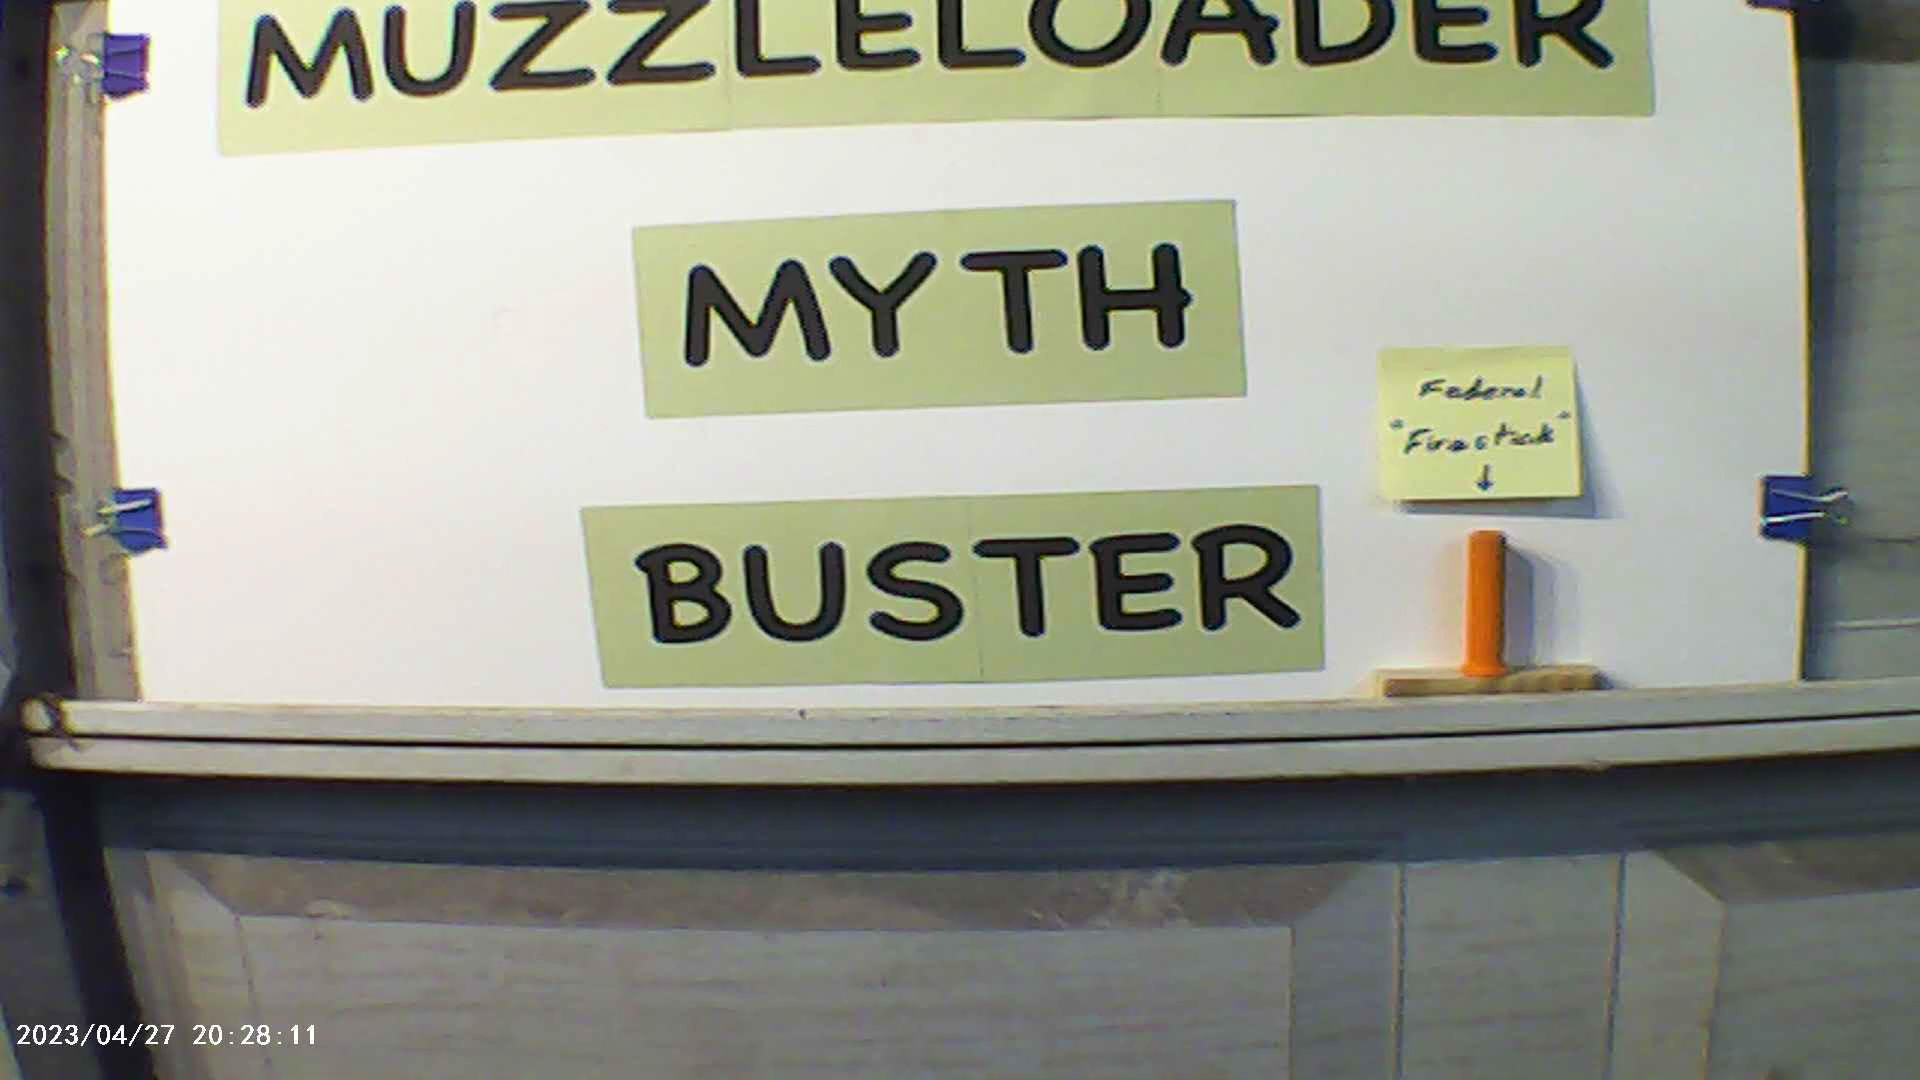 MUZZLELOADER
MYTH
Federal
"Firestick"
↓
BUSTER
2023/04/27 20:28:11